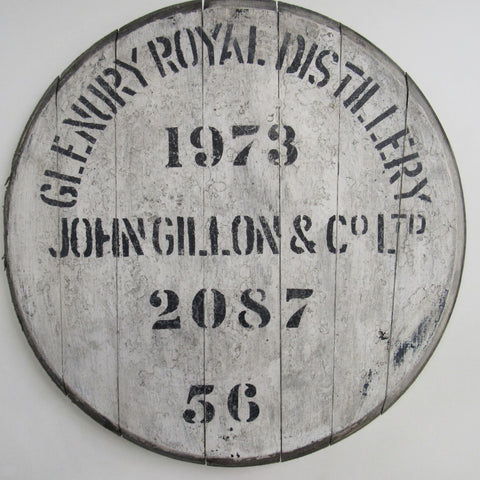 GLENURY ROYAL DISTILLERY
1973
JOHN GILLON & Cº LTD
2087
56